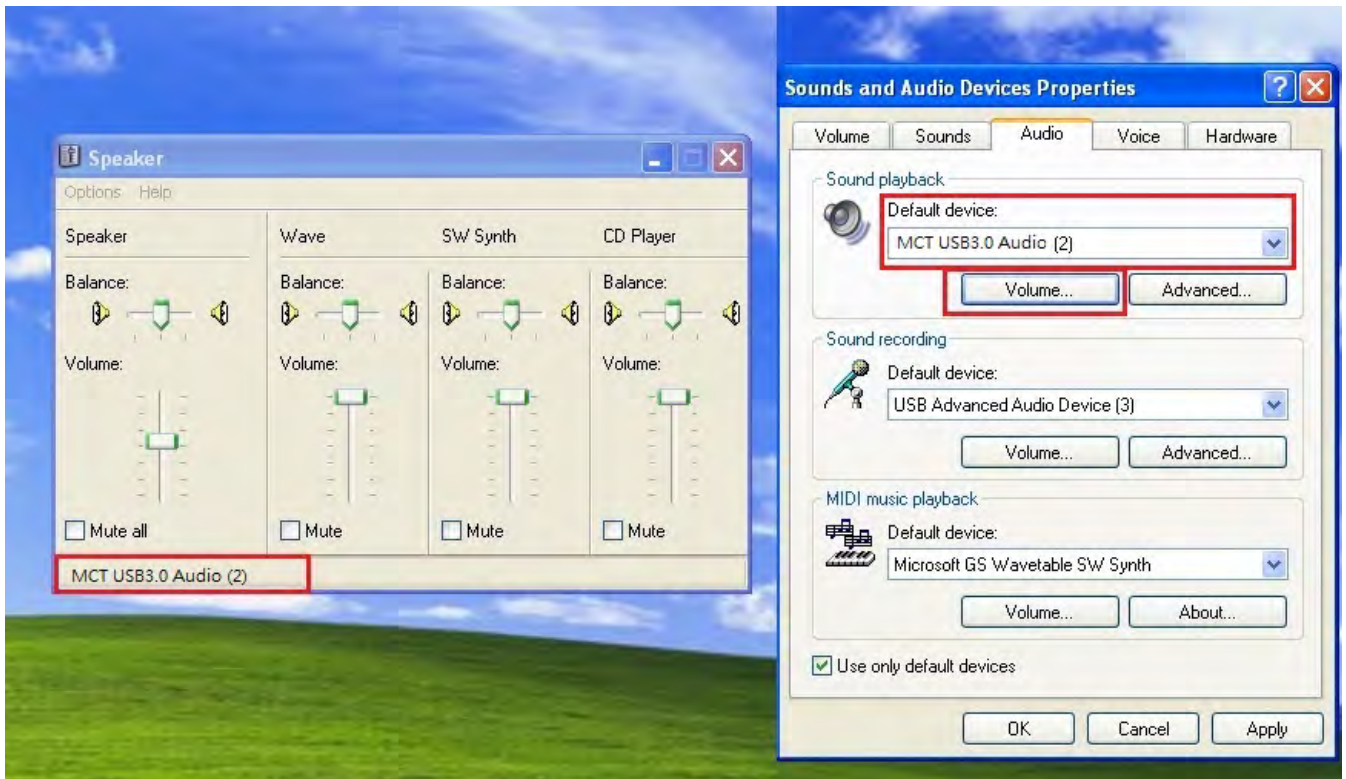 Speaker
Options Help
Speaker Wave SW Synth CD Player
Balance: Balance: Balance: Balance:
Volume: Volume: Volume: Volume:
Mute all Mute Mute Mute
MCT USB3.0 Audio (2)
Sounds and Audio Devices Properties
Volume Sounds Audio Voice Hardware
Sound playback
Default device:
MCT USB3.0 Audio (2)
Volume... Advanced...
Sound recording
Default device:
USB Advanced Audio Device (3)
Volume... Advanced...
MIDI music playback
Default device:
Microsoft GS Wavetable SW Synth
Volume... About...
Use only default devices
OK Cancel Apply